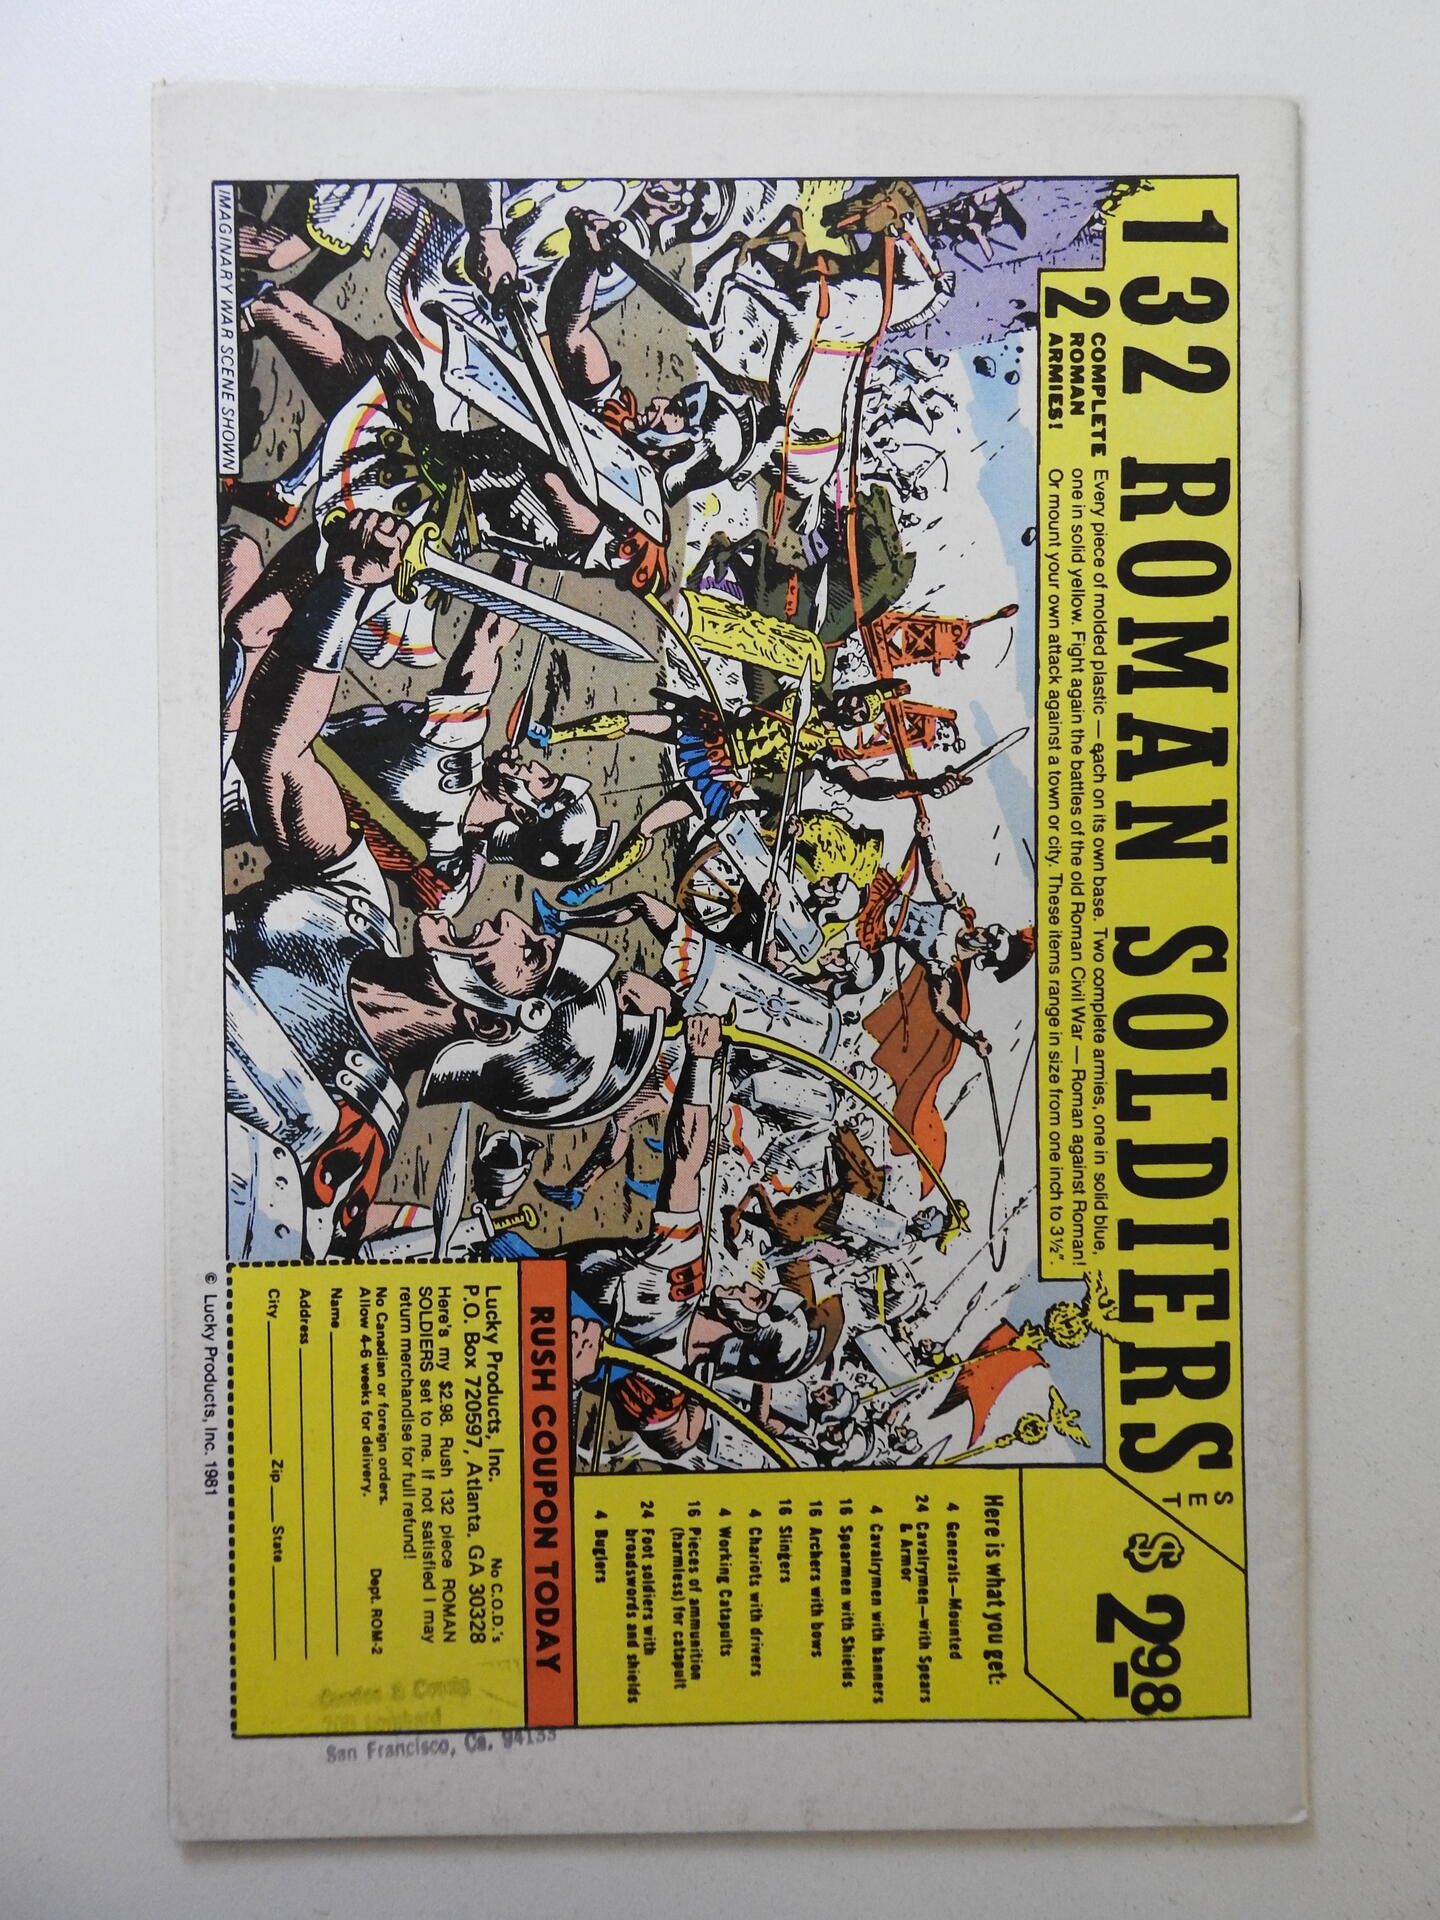 132 ROMAN SOLDIERS SET $2.98
2 COMPLETE ROMAN ARMIES!
Every piece of molded plastic — each on its own base. Two complete armies, one in solid blue,
one in solid yellow. Fight again the battles of the old Roman Civil War — Roman against Roman!
Or mount your own attack against a town or city. These items range in size from one inch to 3½".
Here is what you get:
4 Generals—Mounted
24 Cavalrymen—with Spears
& Armor
4 Cavalrymen with banners
16 Spearmen with Shields
16 Archers with bows
16 Slingers
4 Chariots with drivers
4 Working Catapults
16 Pieces of ammunition
(harmless) for catapult
24 Foot soldiers with
broadswords and shields
4 Buglers
RUSH COUPON TODAY
Lucky Products, Inc. No C.O.D.'s
P.O. Box 720597, Atlanta, GA 30328
Here's my $2.98. Rush 132 piece ROMAN
SOLDIERS set to me. If not satisfied I may
return merchandise for full refund!
No Canadian or foreign orders. Dept. ROM-2
Allow 4-6 weeks for delivery.
Name
Address
City Zip State
IMAGINARY WAR SCENE SHOWN
© Lucky Products, Inc. 1981
San Francisco, Ca. 94133